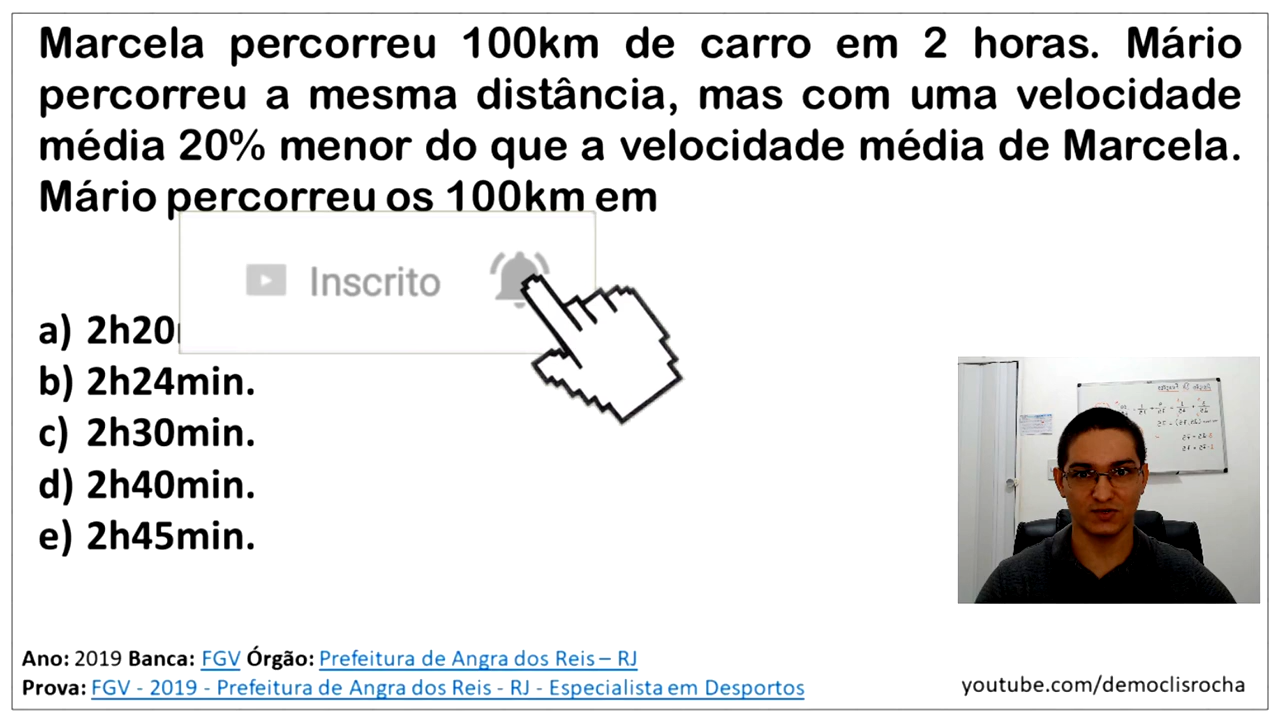 Marcela percorreu 100km de carro em 2 horas. Mário
percorreu a mesma distância, mas com uma velocidade
média 20% menor do que a velocidade média de Marcela.
Mário percorreu os 100km em
Inscrito
a) 2h20
b) 2h24min.
c) 2h30min.
d) 2h40min.
e) 2h45min.
Ano: 2019 Banca: FGV Órgão: Prefeitura de Angra dos Reis – RJ
Prova: FGV - 2019 - Prefeitura de Angra dos Reis - RJ - Especialista em Desportos
youtube.com/democlisrocha